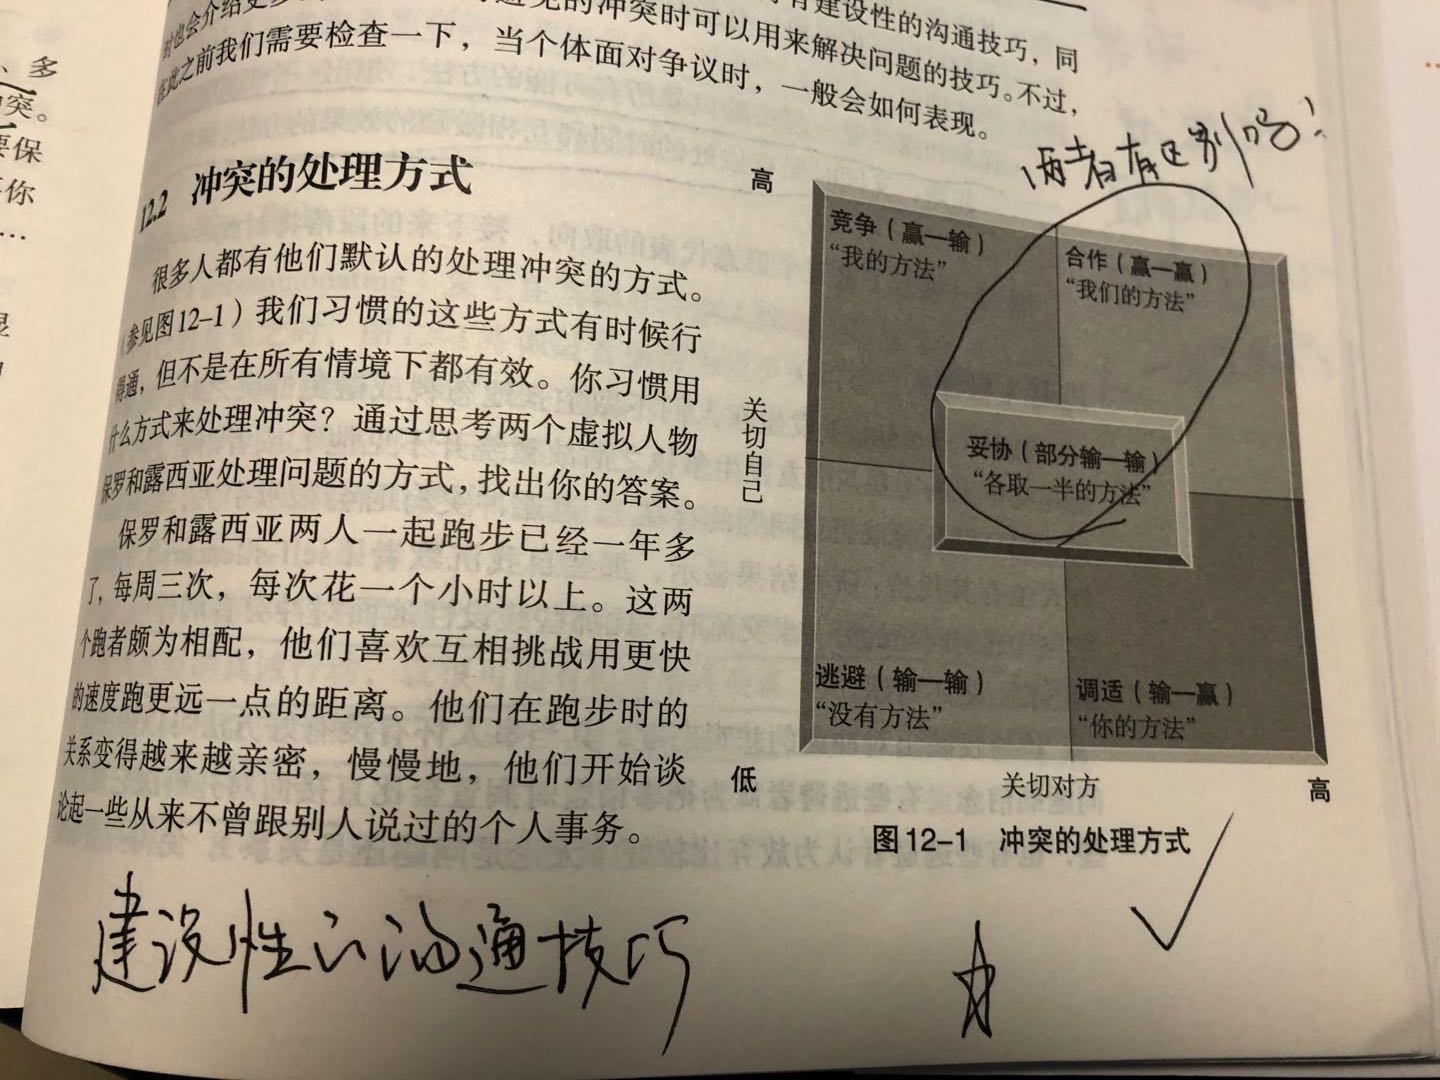 时也会介绍
有建设性的沟通技巧，同
的冲突时可以用来解决问题的技巧。不过，
在此之前我们需要检查一下，当个体面对争议时，一般会如何表现。
12.2 冲突的处理方式
很多人都有他们默认的处理冲突的方式。
（参见图12-1）我们习惯的这些方式有时候行
得通，但不是在所有情境下都有效。你习惯用
什么方式来处理冲突？通过思考两个虚拟人物
保罗和露西亚处理问题的方式，找出你的答案。
保罗和露西亚两人一起跑步已经一年多
了，每周三次，每次花一个小时以上。这两
个跑者颇为相配，他们喜欢互相挑战用更快
的速度跑更远一点的距离。他们在跑步时的
关系变得越来越亲密，慢慢地，他们开始谈
论起一些从来不曾跟别人说过的个人事务。
建设性的沟通技巧
两者有区别吗？
高
竞争（赢—输）
“我的方法”
合作（赢—赢）
“我们的方法”
关切自己
妥协（部分输—输）
“各取一半的方法”
逃避（输—输）
“没有方法”
调适（输—赢）
“你的方法”
低
关切对方
高
图12-1 冲突的处理方式
、多
突。
保
你
…